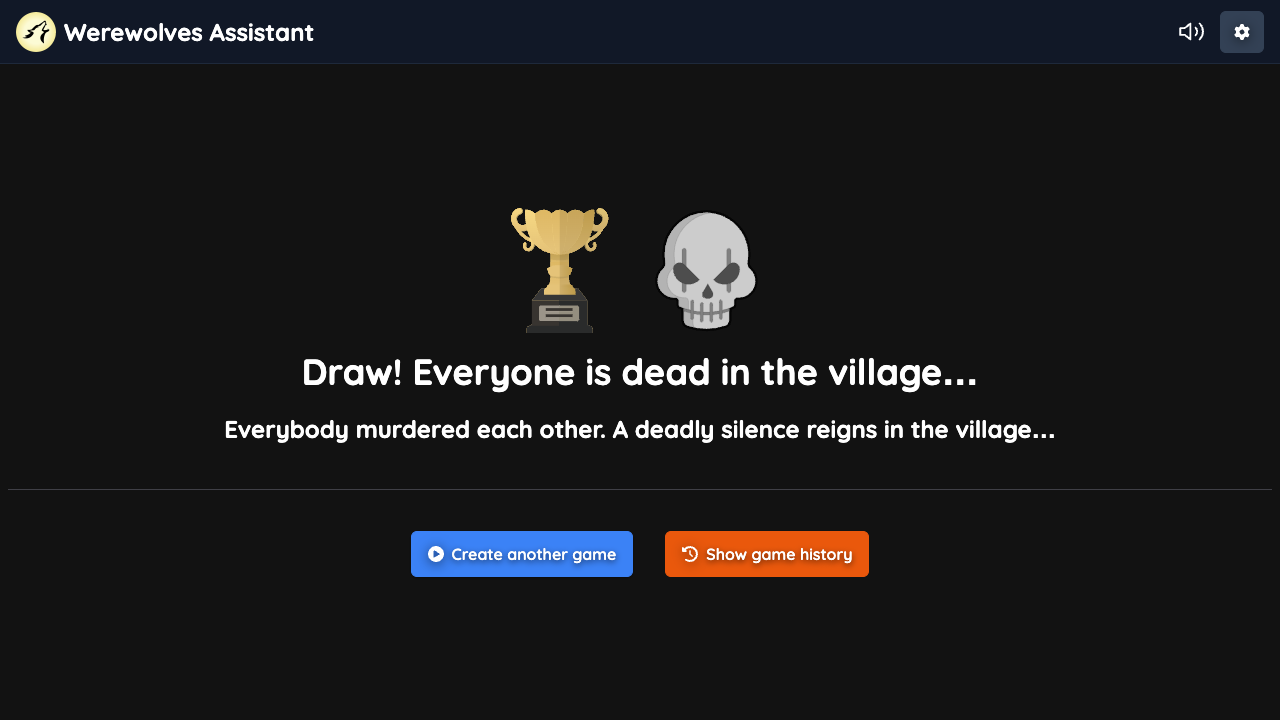 Werewolves Assistant
Draw! Everyone is dead in the village...
Everybody murdered each other. A deadly silence reigns in the village...
Create another game
Show game history